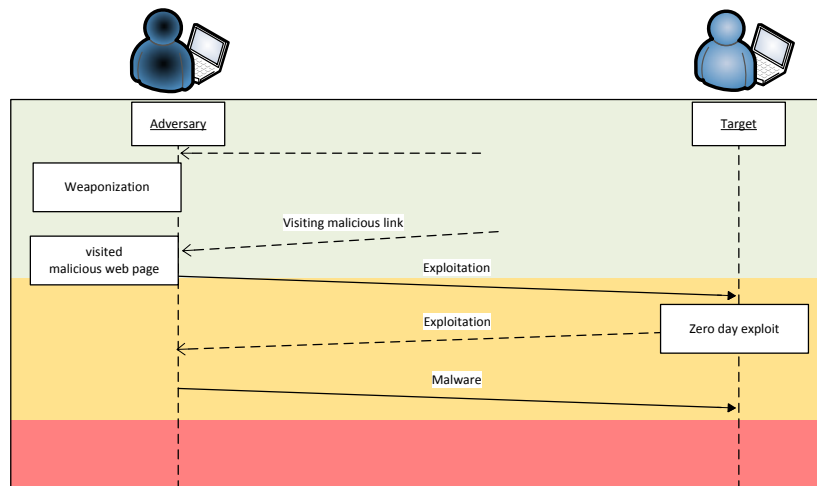 Adversary
Target
Weaponization
Visiting malicious link
visited
malicious web page
Exploitation
Exploitation
Zero day exploit
Malware